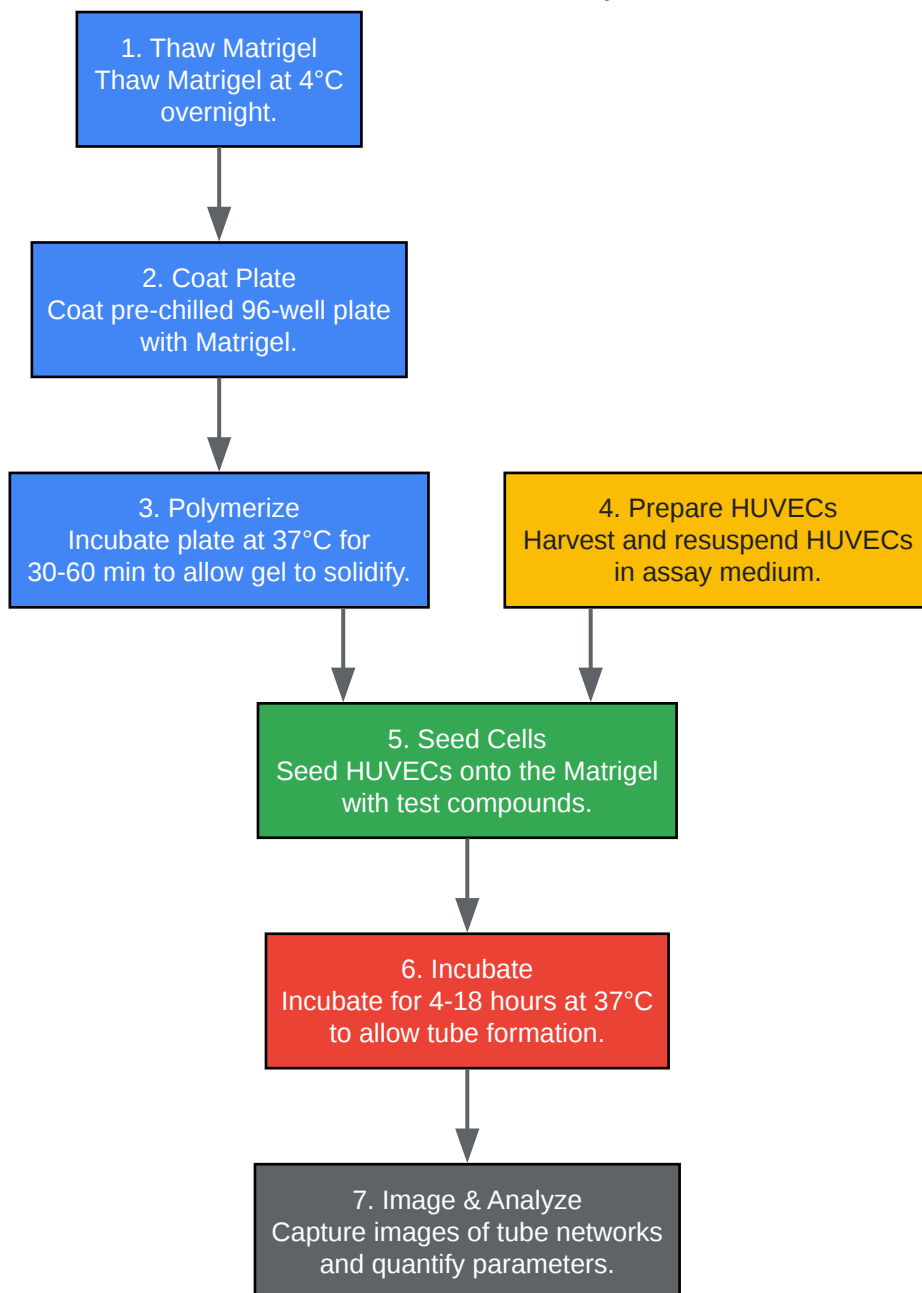 1. Thaw Matrigel
Thaw Matrigel at 4°C
overnight.
2. Coat Plate
Coat pre-chilled 96-well plate
with Matrigel.
3. Polymerize
Incubate plate at 37°C for
30-60 min to allow gel to solidify.
4. Prepare HUVECs
Harvest and resuspend HUVECs
in assay medium.
5. Seed Cells
Seed HUVECs onto the Matrigel
with test compounds.
6. Incubate
Incubate for 4-18 hours at 37°C
to allow tube formation.
7. Image & Analyze
Capture images of tube networks
and quantify parameters.